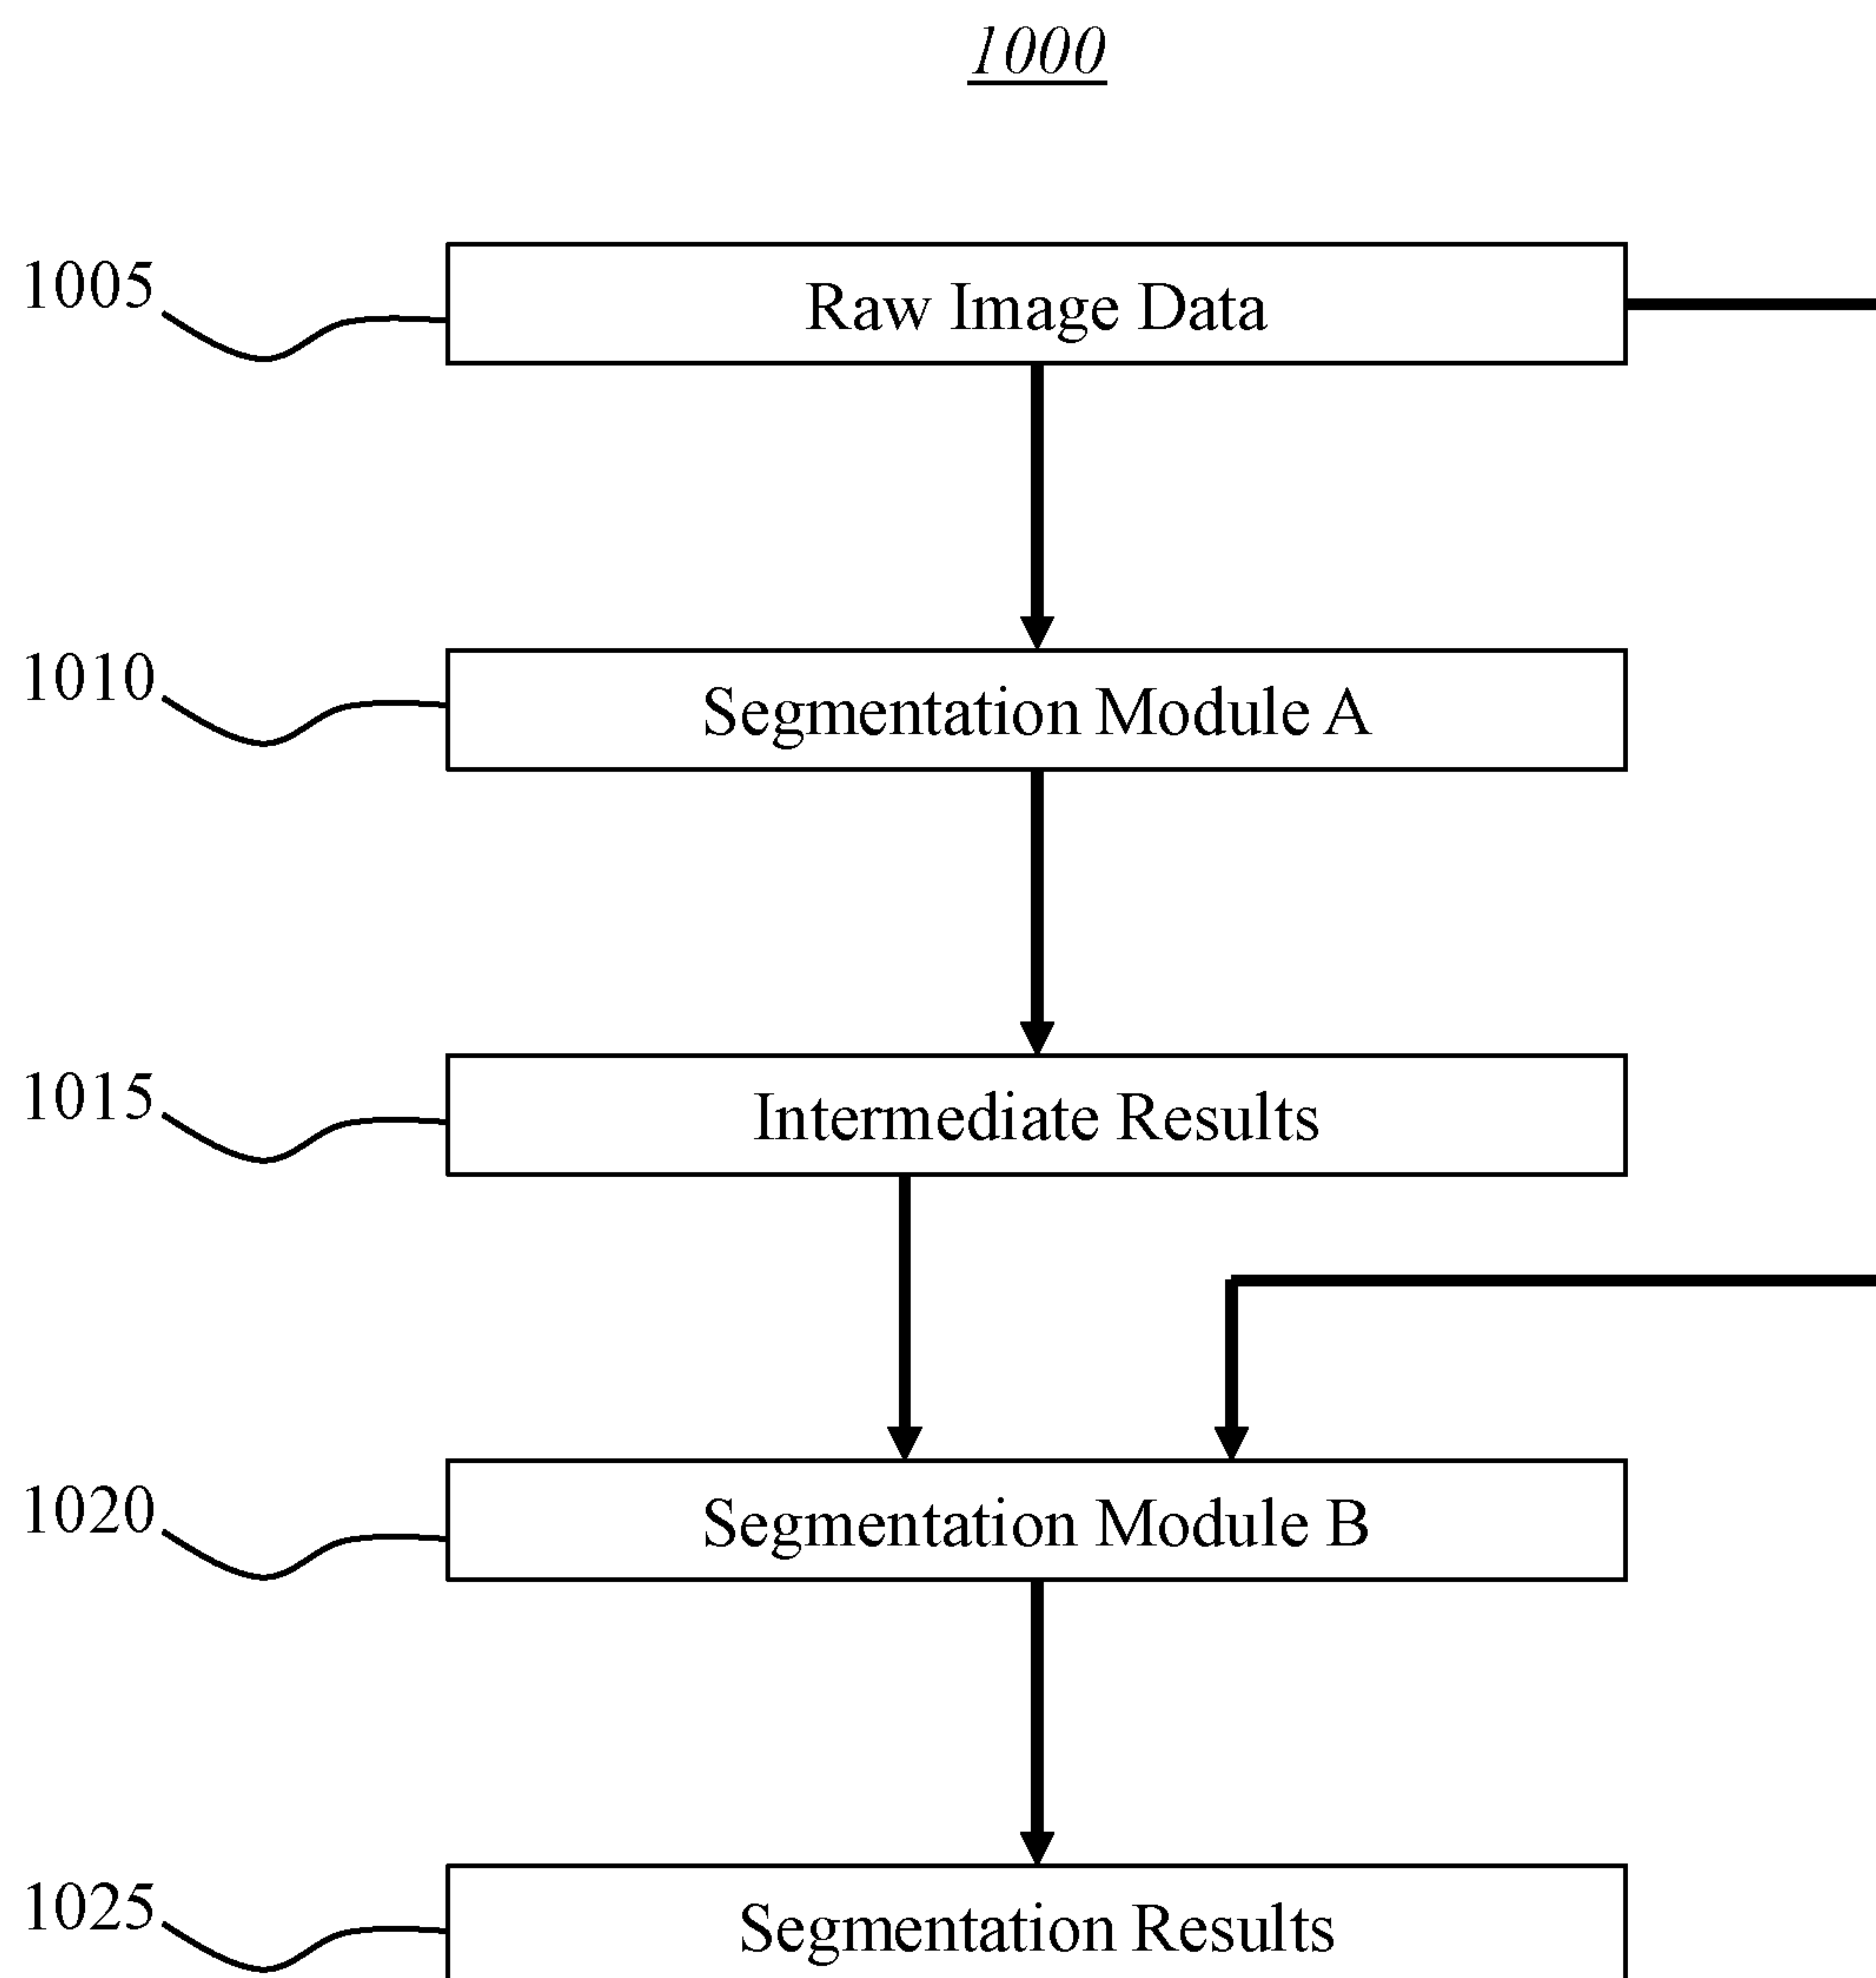 1000
1005
Raw Image Data
1010
Segmentation Module A
1015
Intermediate Results
1020
Segmentation Module B
1025
Segmentation Results